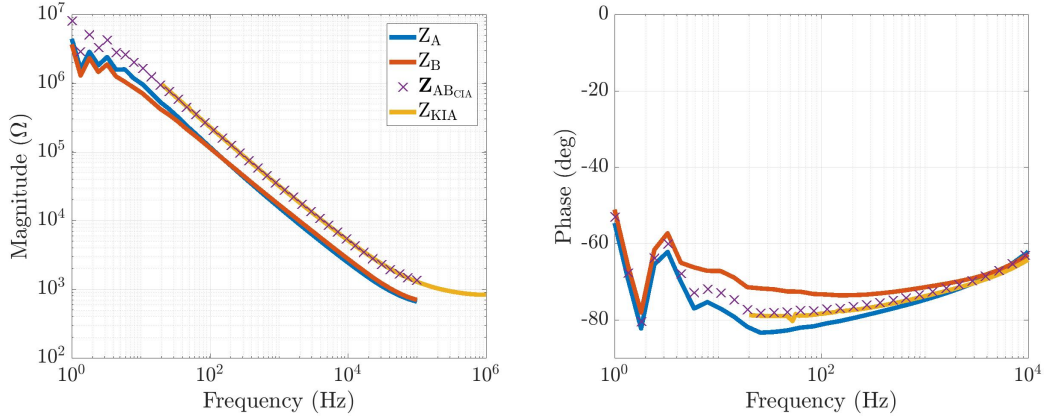 10^7
10^6
10^5
10^4
10^3
10^2
Magnitude (Ω)
10^0
10^2
10^4
10^6
Frequency (Hz)
Z_A
Z_B
Z_AB_CIA
Z_KIA
0
-20
-40
-60
-80
Phase (deg)
10^0
10^2
10^4
Frequency (Hz)